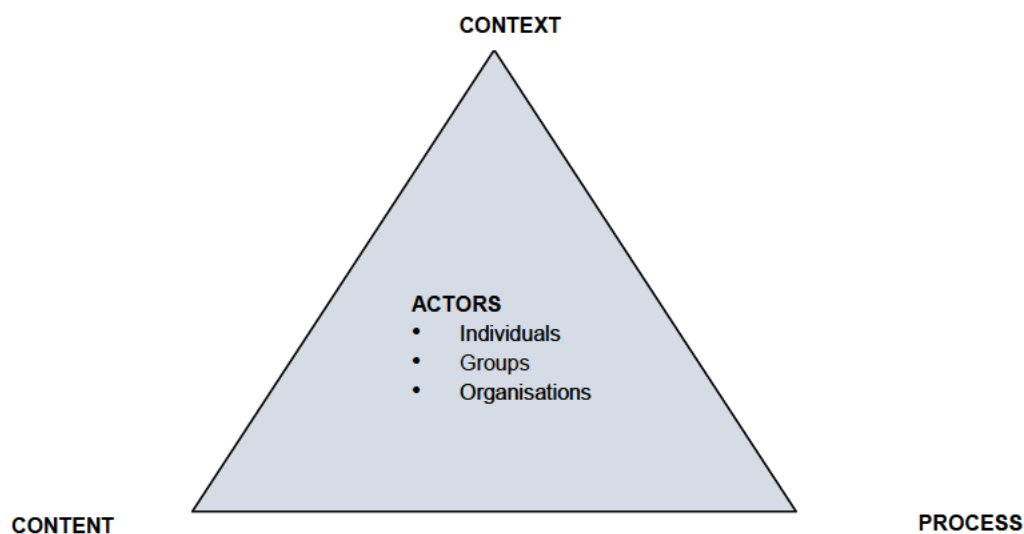 CONTEXT
ACTORS
• Individuals
• Groups
• Organisations
CONTENT
PROCESS